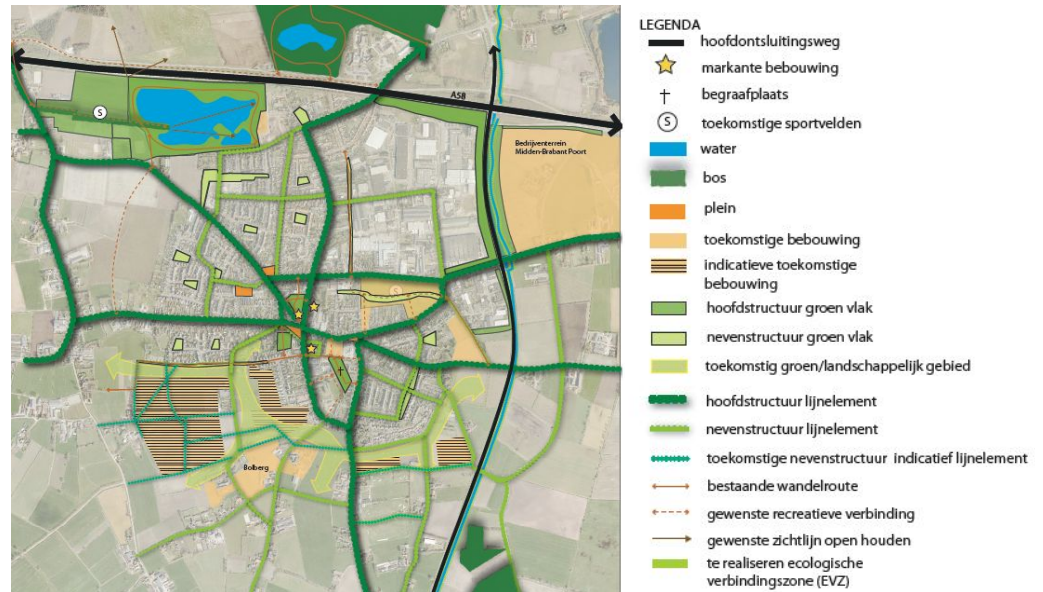 A58
S
Bedrijventerrein
Midden-Brabant Poort
S
Bolberg
LEGENDA
hoofdontsluitingsweg
markante bebouwing
begraafplaats
S
toekomstige sportvelden
water
bos
plein
toekomstige bebouwing
indicatieve toekomstige
bebouwing
hoofdstructuur groen vlak
nevenstructuur groen vlak
toekomstig groen/landschappelijk gebied
hoofdstructuur lijnelement
nevenstructuur lijnelement
toekomstige nevenstructuur indicatief lijnelement
bestaande wandelroute
gewenste recreatieve verbinding
gewenste zichtlijn open houden
te realiseren ecologische
verbindingszone (EVZ)